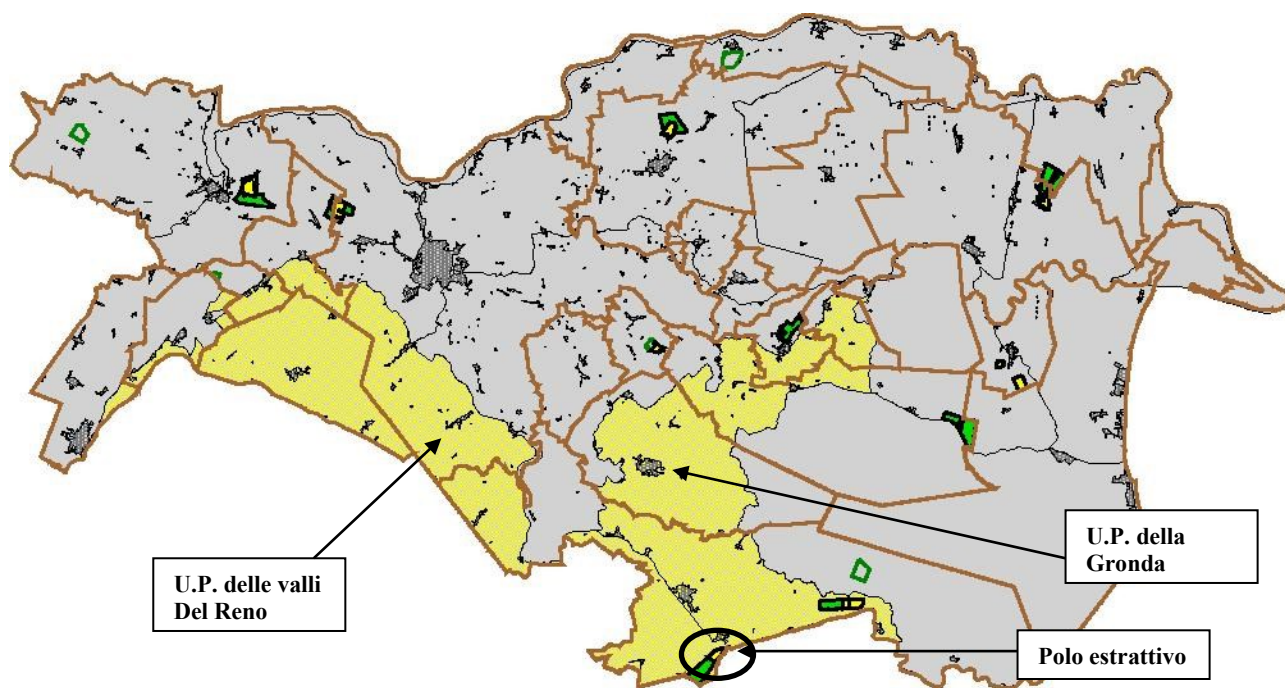 U.P. delle valli
Del Reno
U.P. della
Gronda
Polo estrattivo